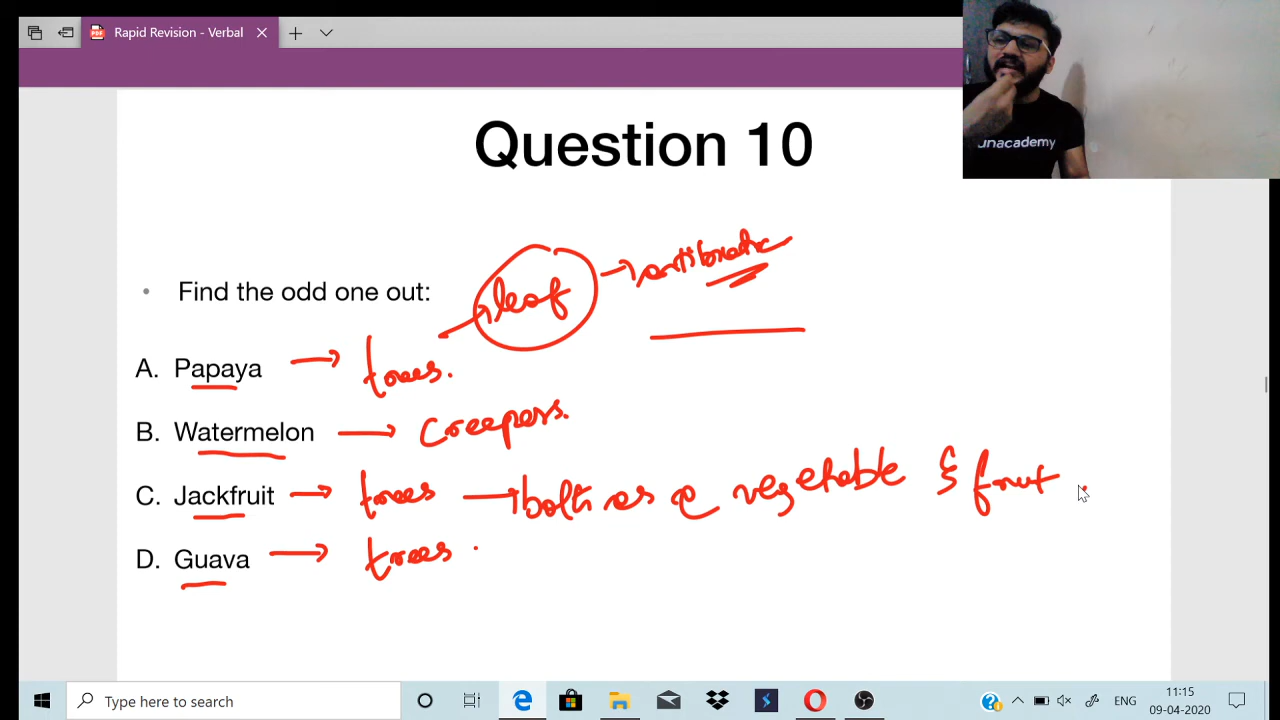 Rapid Revision - Verbal
unacademy
Question 10
leaf → antibiotic
• Find the odd one out:
A. Papaya → trees.
B. Watermelon → creepers.
C. Jackfruit → trees → both as a vegetable & fruit
D. Guava → trees
Type here to search
ENG
11:15
09-04-2020